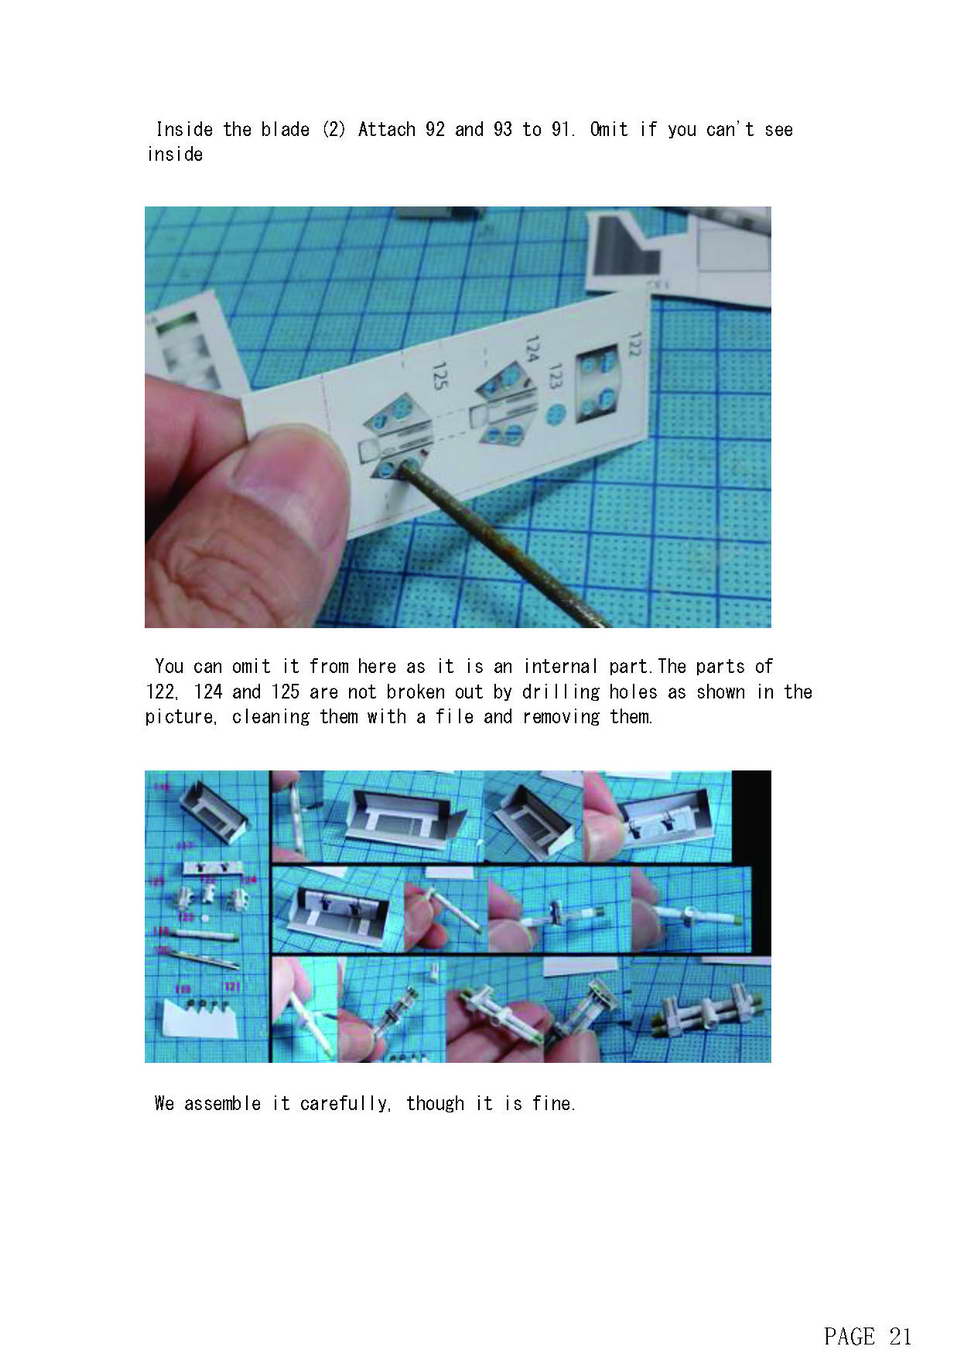 Inside the blade (2) Attach 92 and 93 to 91. Omit if you can't see
inside
122
124
123
125
You can omit it from here as it is an internal part.The parts of
122, 124 and 125 are not broken out by drilling holes as shown in the
picture, cleaning them with a file and removing them.
124
121
We assemble it carefully, though it is fine.
PAGE 21